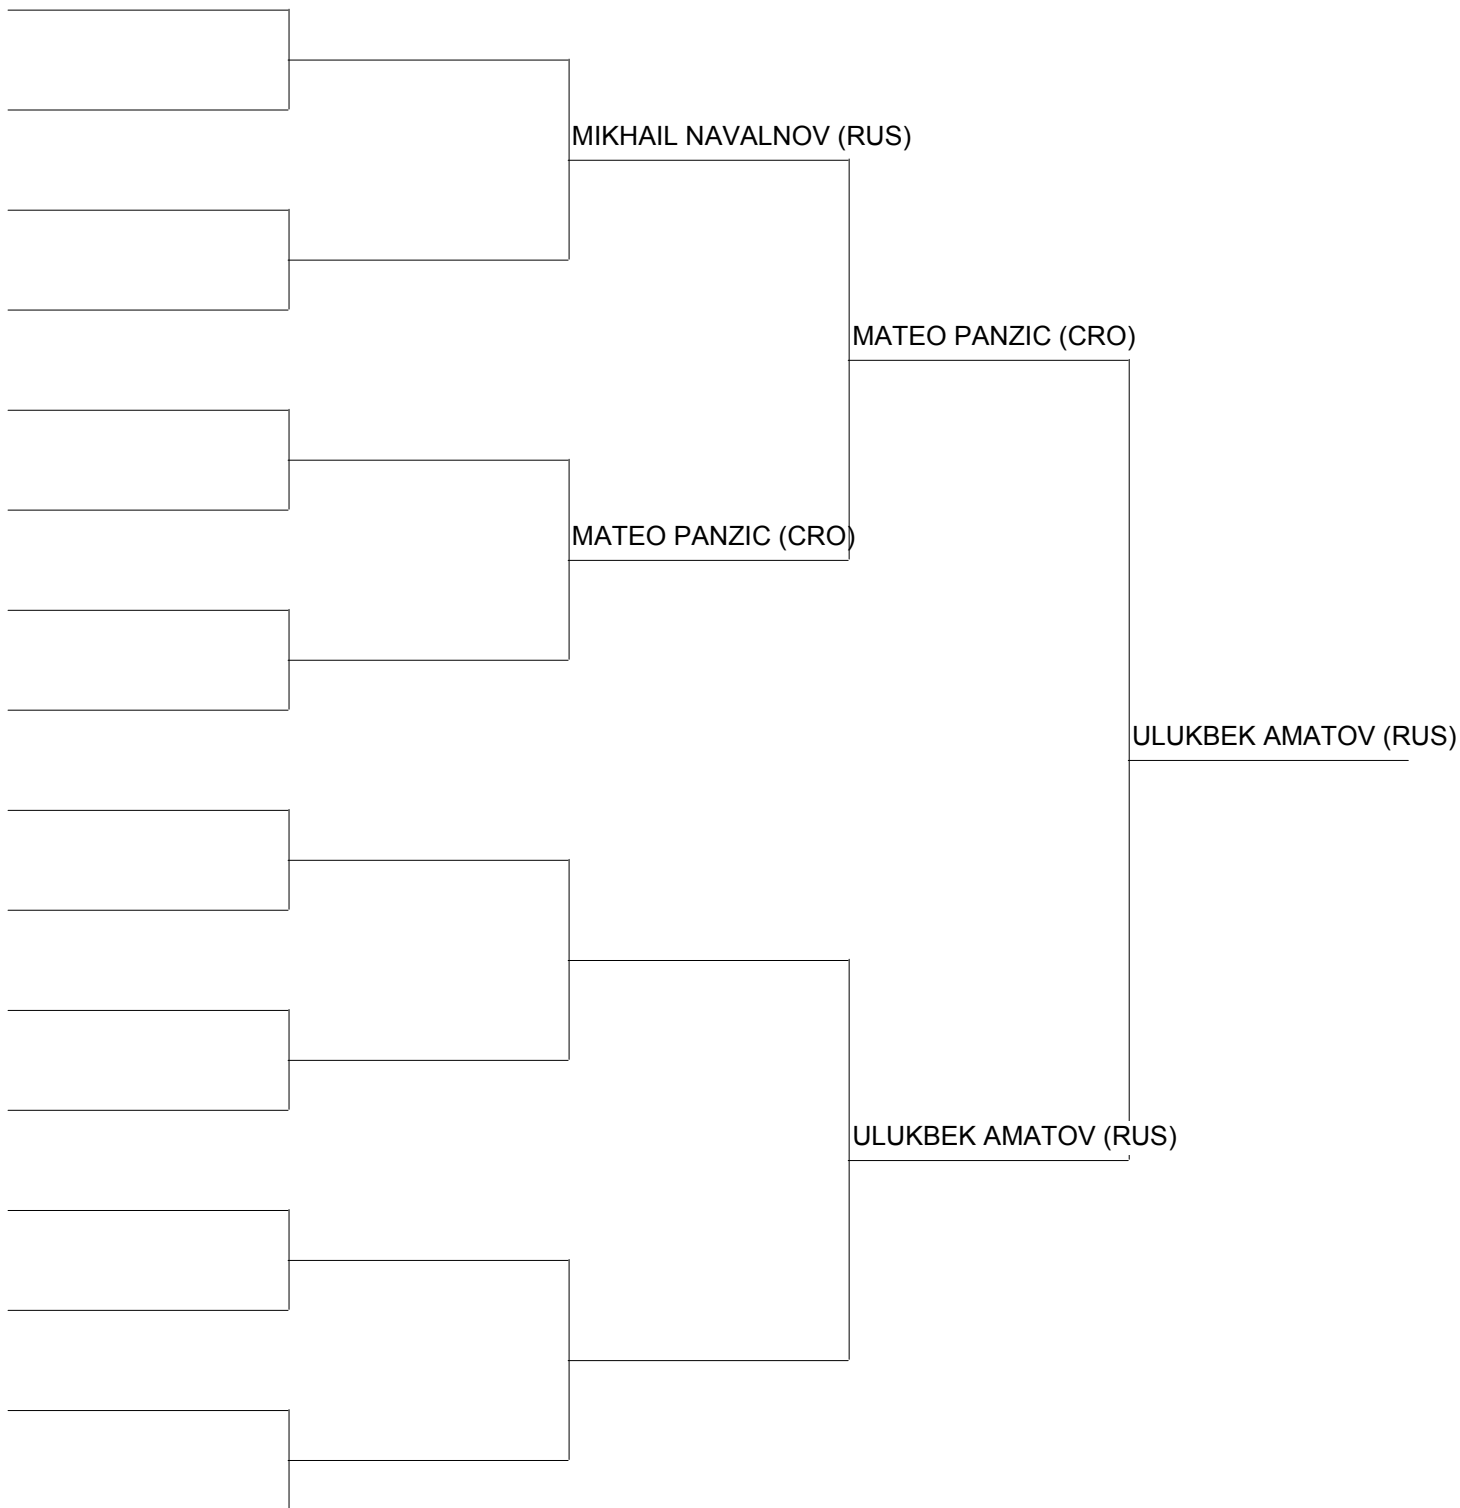 MIKHAIL NAVALNOV (RUS)
MATEO PANZIC (CRO)
MATEO PANZIC (CRO)
ULUKBEK AMATOV (RUS)
ULUKBEK AMATOV (RUS)